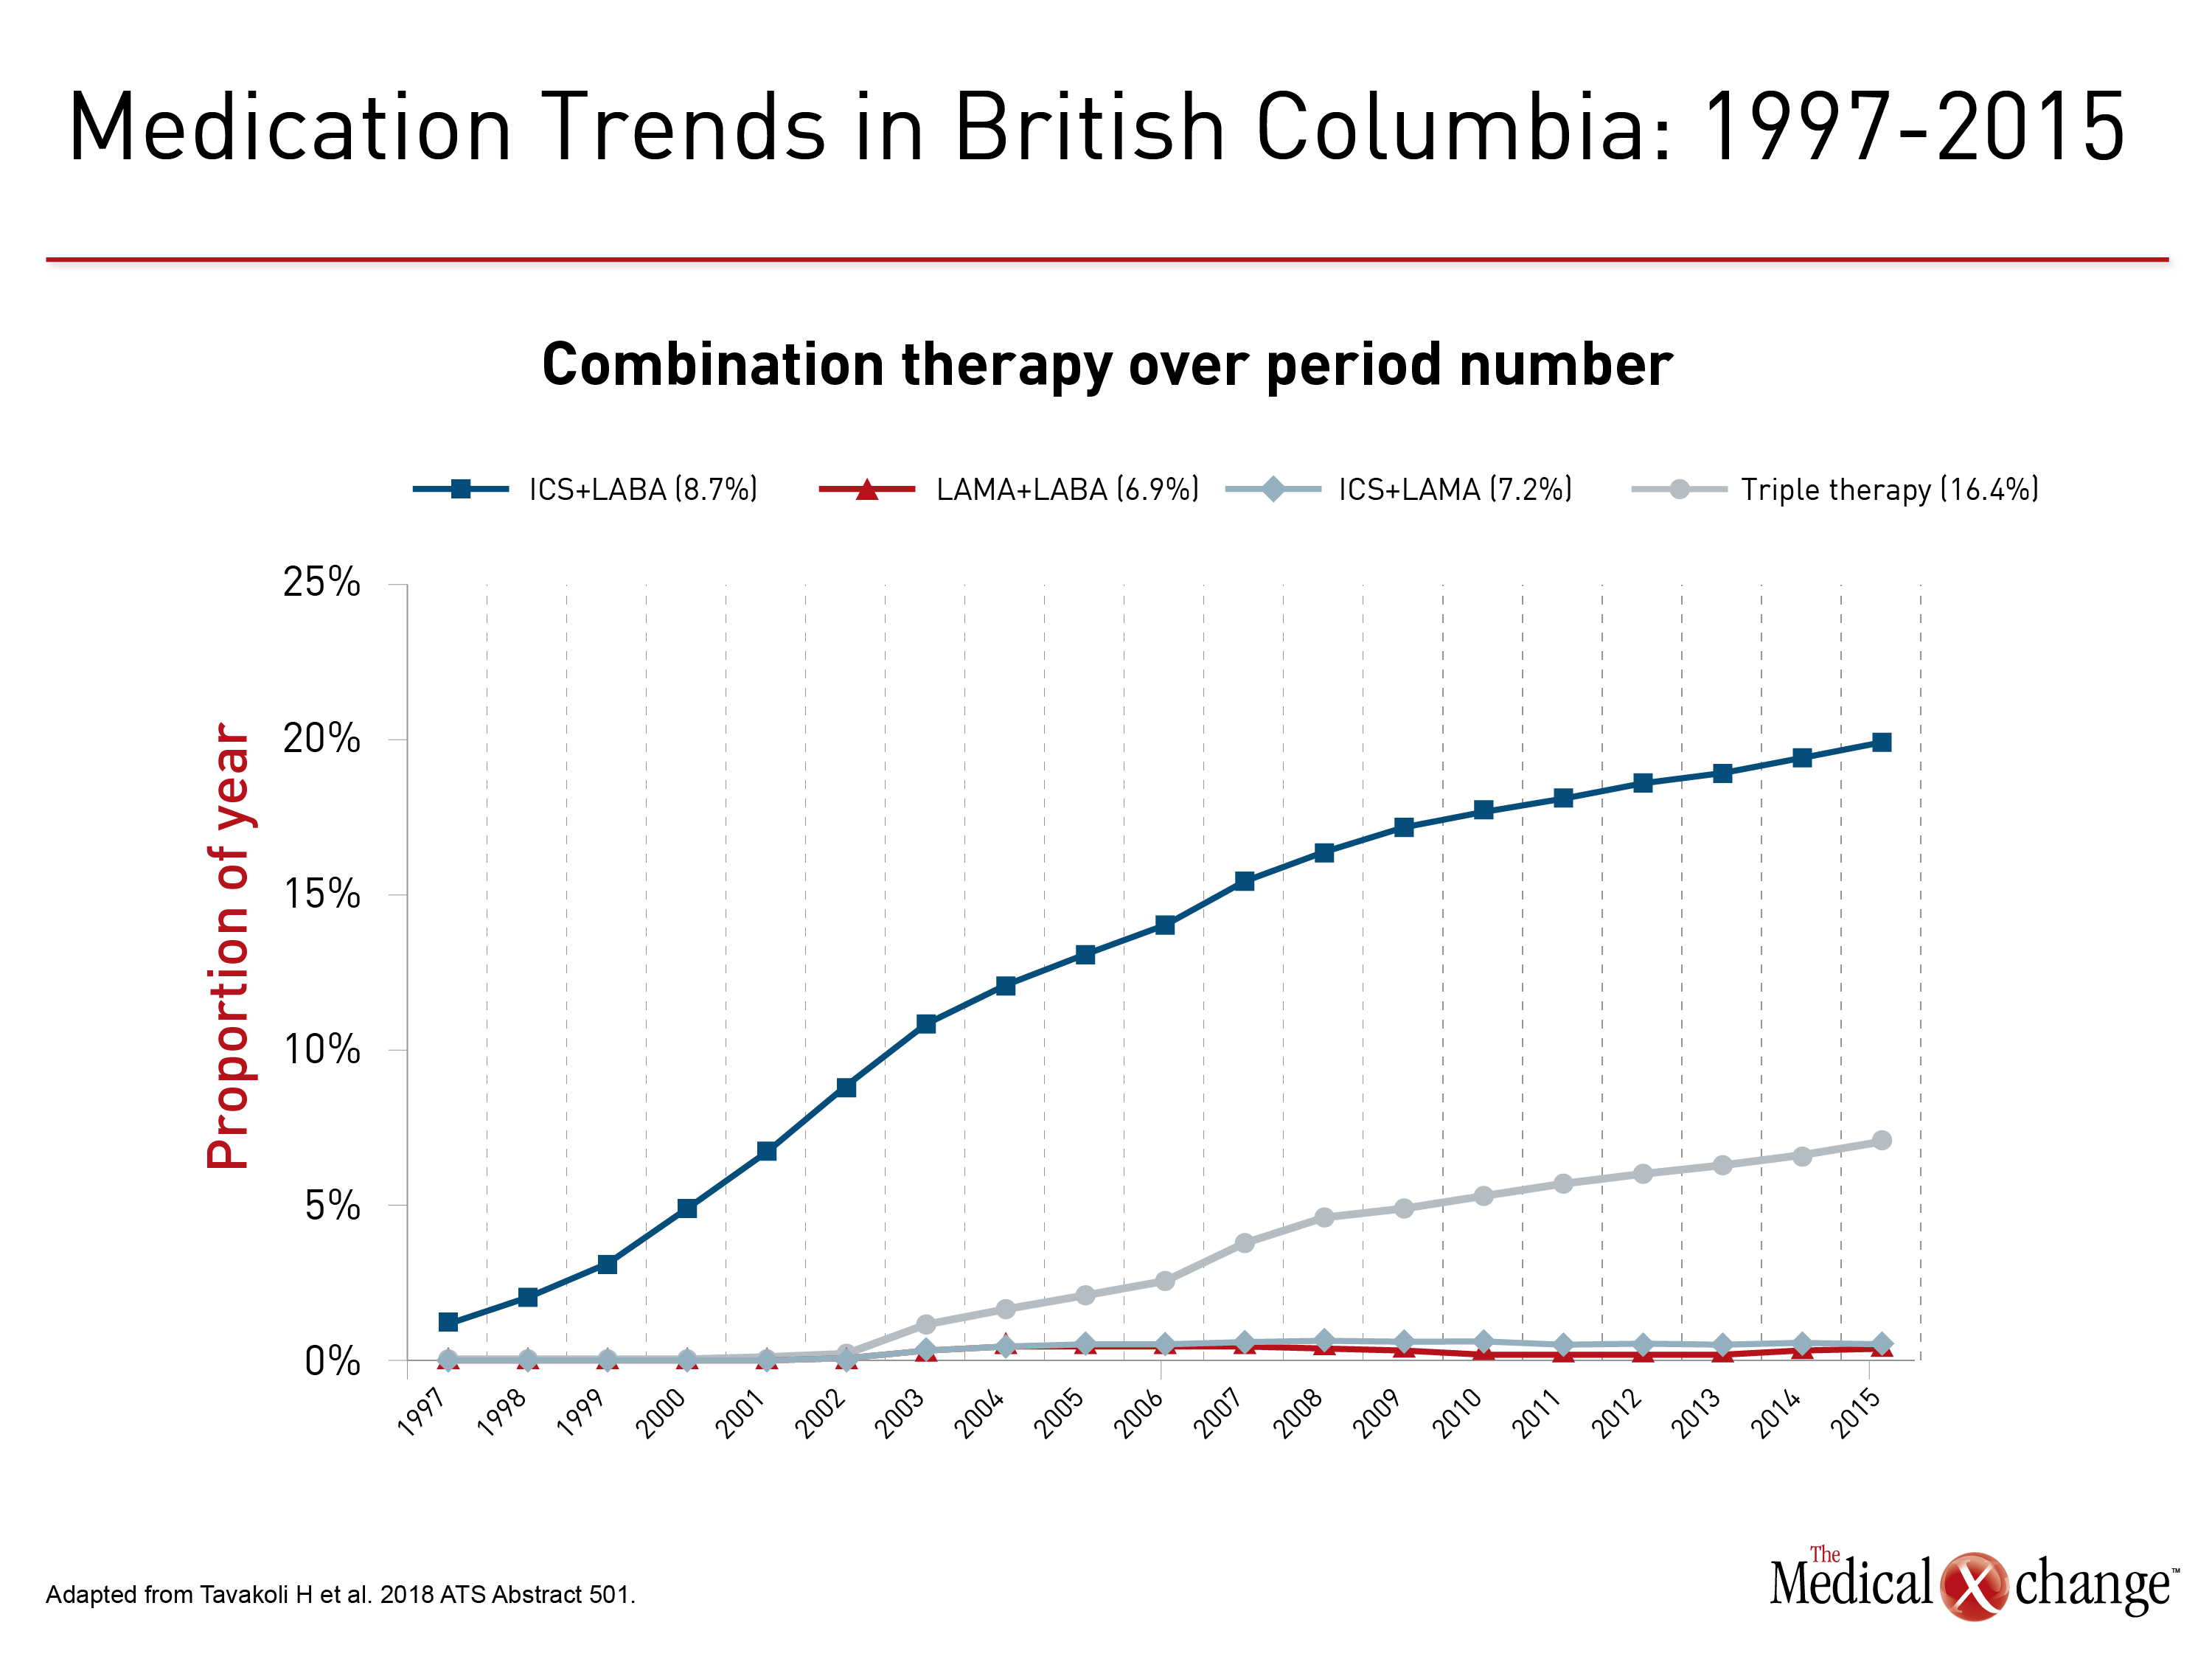 Medication Trends in British Columbia: 1997-2015
Combination therapy over period number
ICS+LABA (8.7%) LAMA+LABA (6.9%) ICS+LAMA (7.2%) Triple therapy (16.4%)
Proportion of year
25%
20%
15%
10%
5%
0%
1997 1998 1999 2000 2001 2002 2003 2004 2005 2006 2007 2008 2009 2010 2011 2012 2013 2014 2015
Adapted from Tavakoli H et al. 2018 ATS Abstract 501.
The
Medical Xchange™